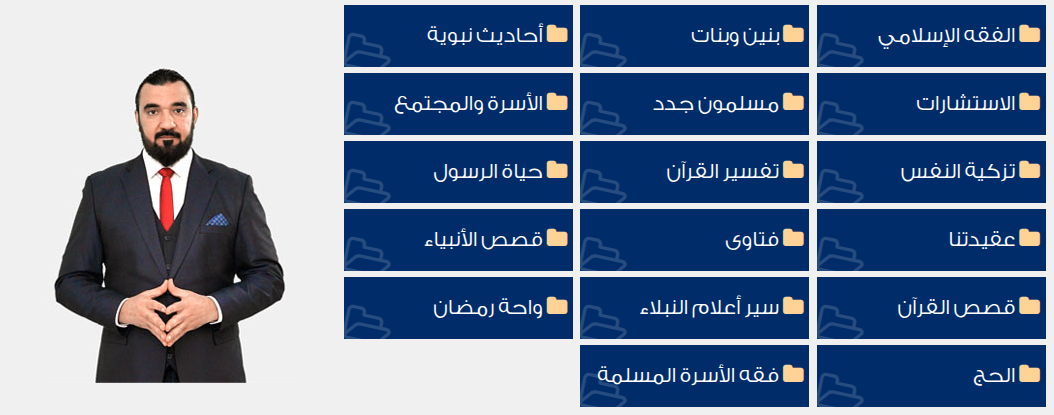 الفقه الإسلامي
بنين وبنات
أحاديث نبوية
الاستشارات
مسلمون جدد
الأسرة والمجتمع
تزكية النفس
تفسير القرآن
حياة الرسول
عقيدتنا
فتاوى
قصص الأنبياء
قصص القرآن
سير أعلام النبلاء
واحة رمضان
الحج
فقه الأسرة المسلمة